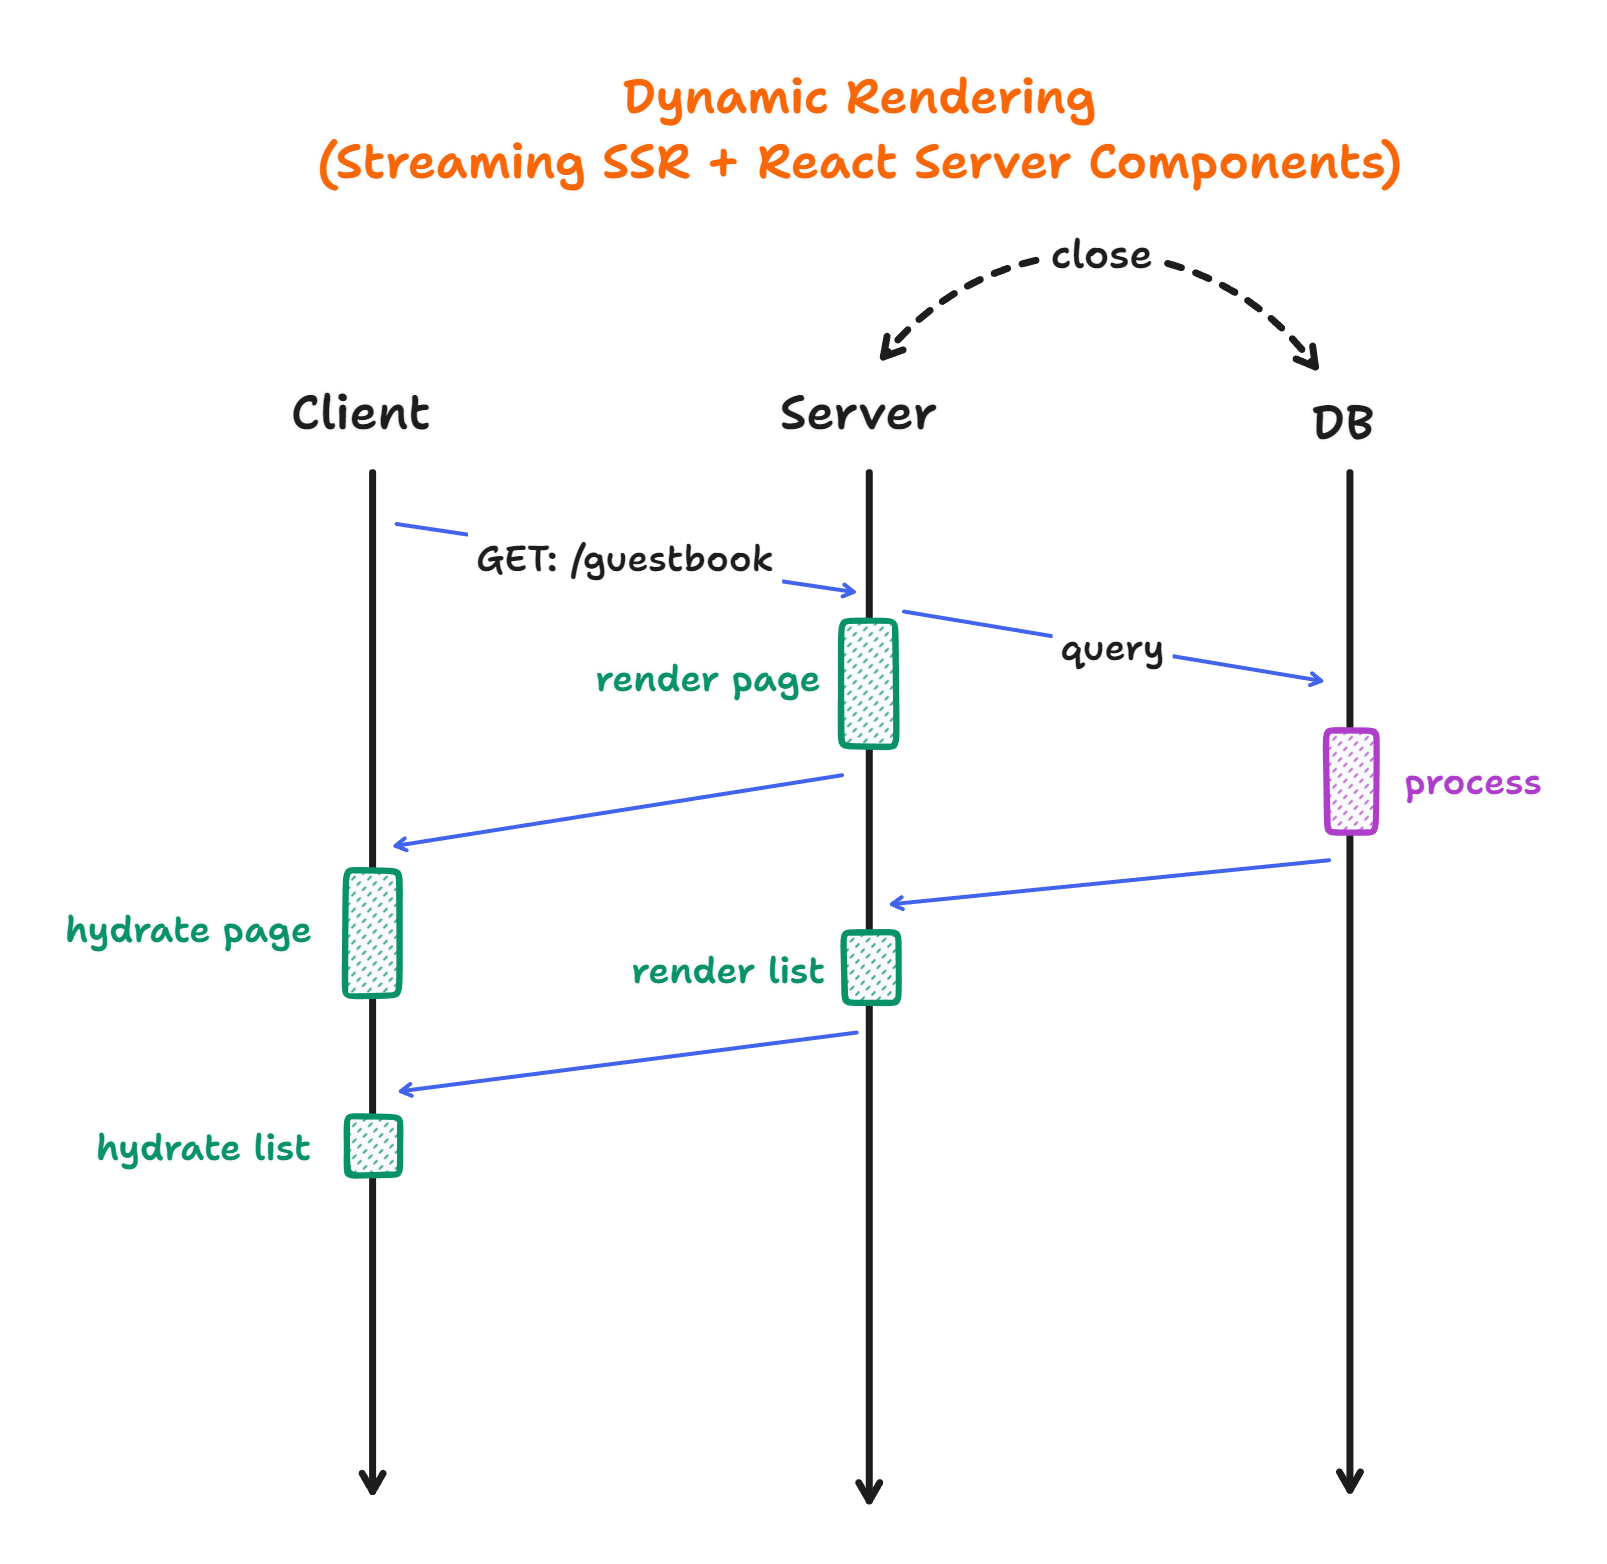 Dynamic Rendering
(Streaming SSR + React Server Components)
close
Client
Server
DB
GET: /guestbook
query
render page
process
hydrate page
render list
hydrate list